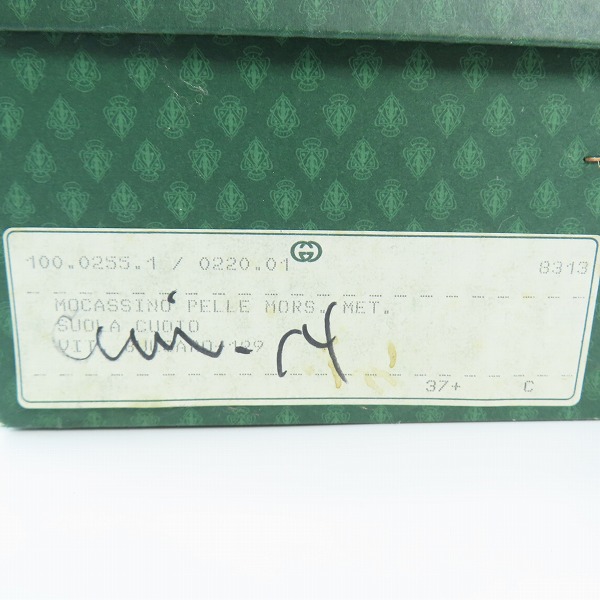 100.0255.1 / 0220.01 8313
MOCASSINO PELLE MORS. MET.
SUOLA CUOIO
37+ C